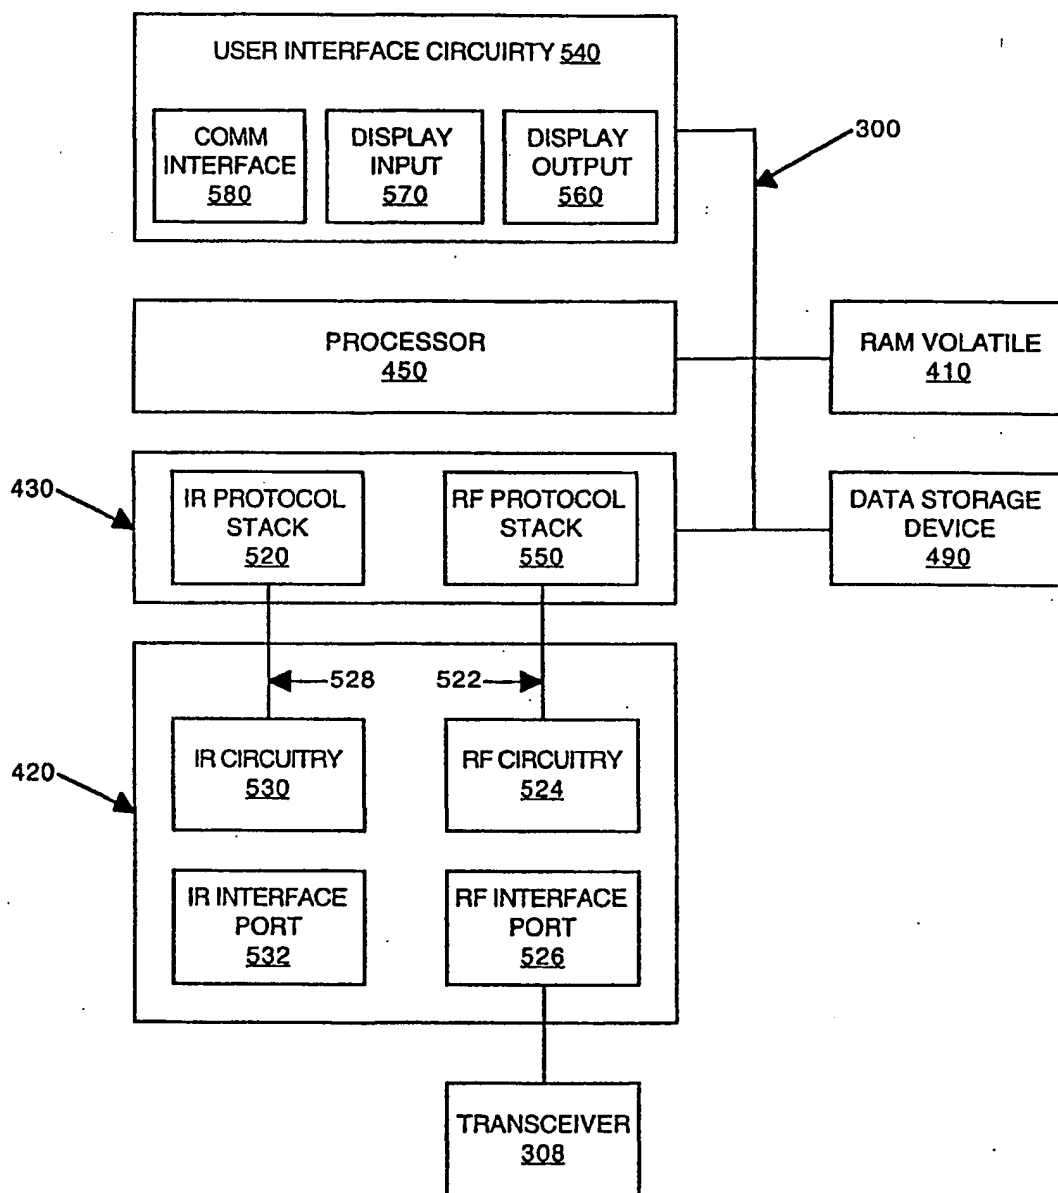 USER INTERFACE CIRCUIRTY 540
COMM
INTERFACE
580
DISPLAY
INPUT
570
DISPLAY
OUTPUT
560
300
PROCESSOR
450
RAM VOLATILE
410
430
IR PROTOCOL
STACK
520
RF PROTOCOL
STACK
550
DATA STORAGE
DEVICE
490
528
522
420
IR CIRCUITRY
530
RF CIRCUITRY
524
IR INTERFACE
PORT
532
RF INTERFACE
PORT
526
TRANSCEIVER
308